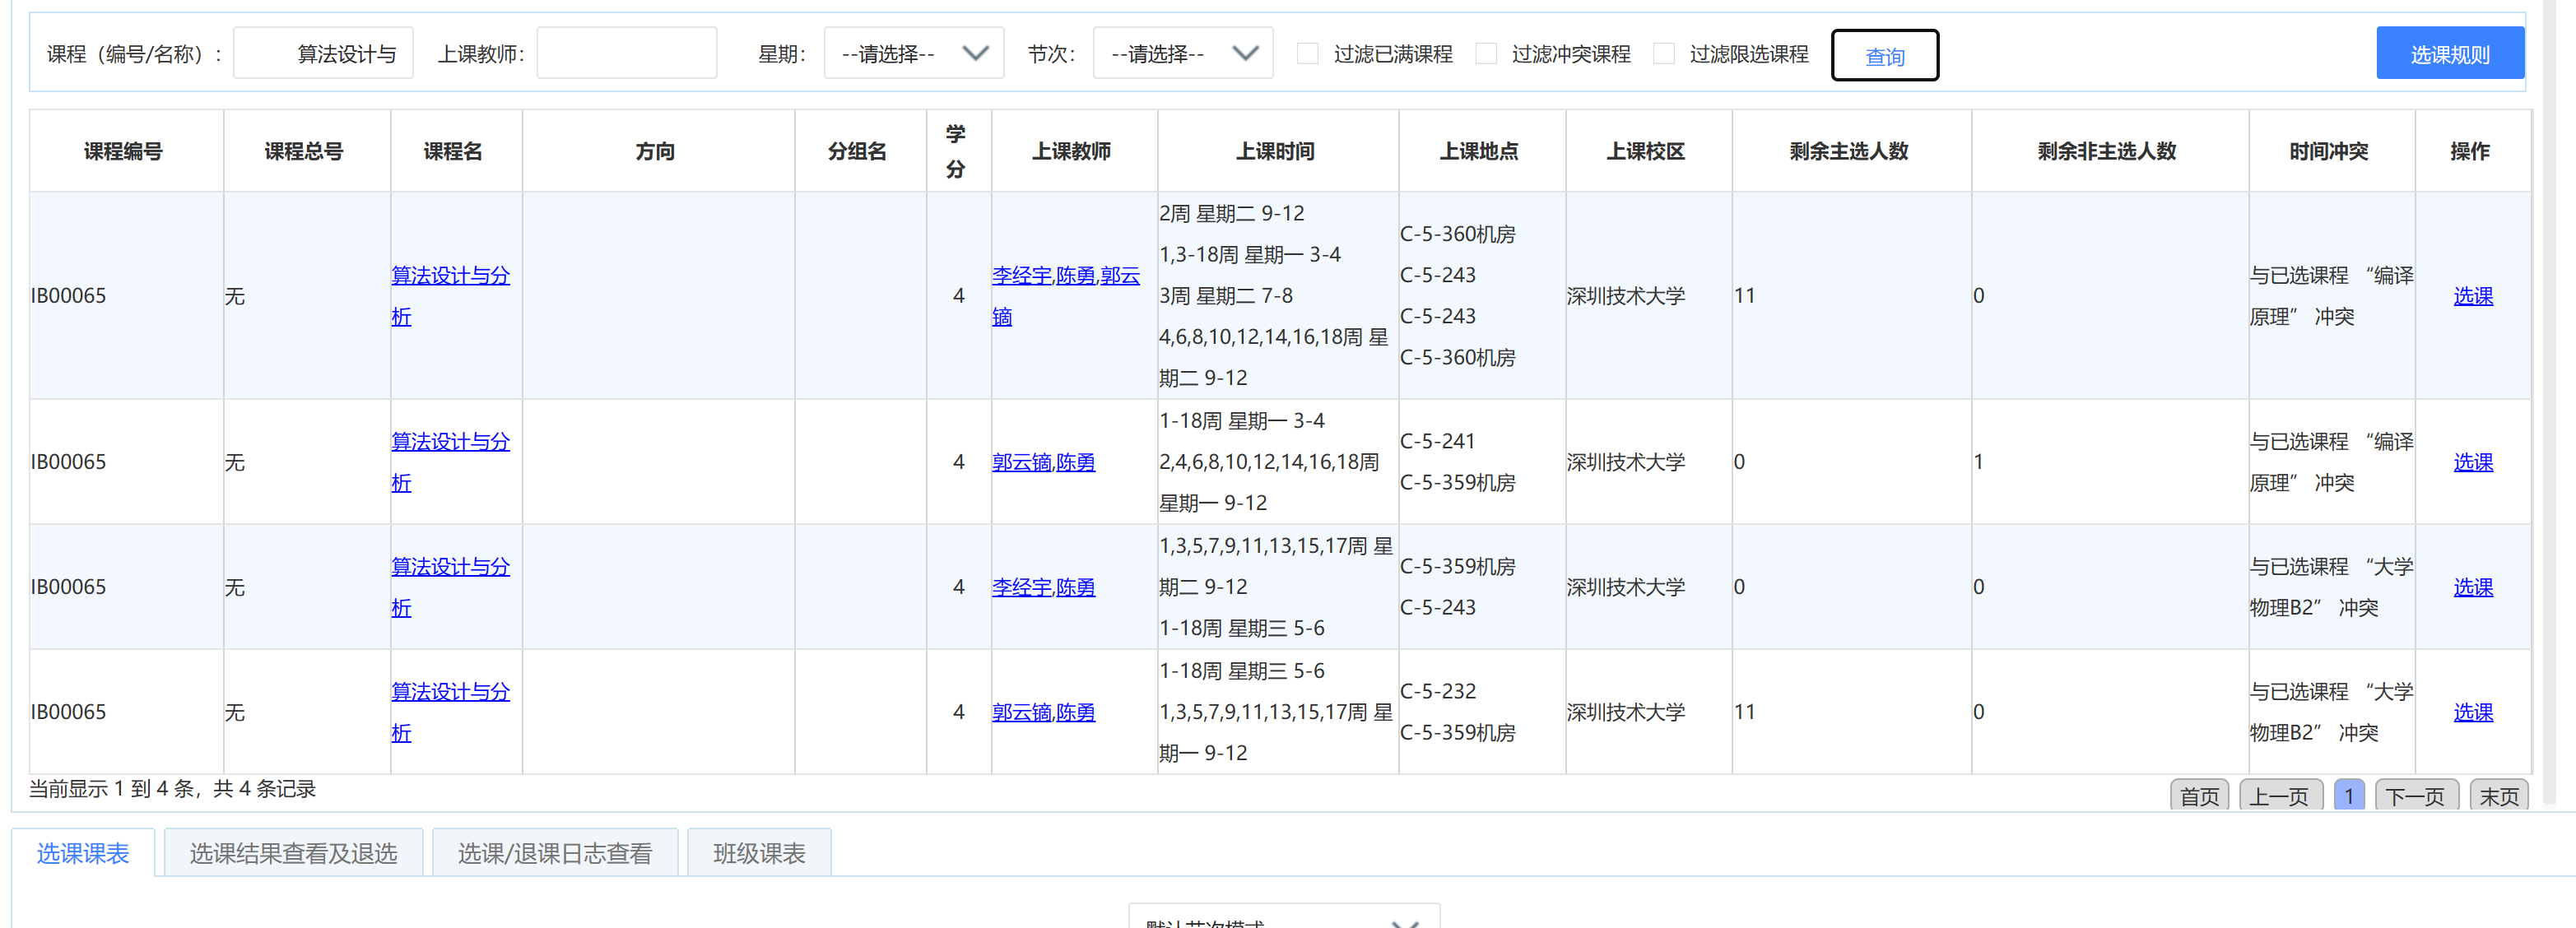 课程（编号/名称）: 算法设计与 上课教师: 星期: --请选择-- 节次: --请选择-- 过滤已满课程 过滤冲突课程 过滤限选课程 查询 选课规则
课程编号 课程总号 课程名 方向 分组名 学分 上课教师 上课时间 上课地点 上课校区 剩余主选人数 剩余非主选人数 时间冲突 操作
IB00065
无
算法设计与分
析
4
李经宇,陈勇,郭云
镝
2周 星期二 9-12
1,3-18周 星期一 3-4
3周 星期二 7-8
4,6,8,10,12,14,16,18周 星
期二 9-12
C-5-360机房
C-5-243
C-5-243
C-5-360机房
深圳技术大学
11
0
与已选课程 “编译
原理” 冲突
选课
IB00065
无
算法设计与分
析
4
郭云镝,陈勇
1-18周 星期一 3-4
2,4,6,8,10,12,14,16,18周
星期一 9-12
C-5-241
C-5-359机房
深圳技术大学
0
1
与已选课程 “编译
原理” 冲突
选课
IB00065
无
算法设计与分
析
4
李经宇,陈勇
1,3,5,7,9,11,13,15,17周 星
期二 9-12
1-18周 星期三 5-6
C-5-359机房
C-5-243
深圳技术大学
0
0
与已选课程 “大学
物理B2” 冲突
选课
IB00065
无
算法设计与分
析
4
郭云镝,陈勇
1-18周 星期三 5-6
1,3,5,7,9,11,13,15,17周 星
期一 9-12
C-5-232
C-5-359机房
深圳技术大学
11
0
与已选课程 “大学
物理B2” 冲突
选课
当前显示 1 到 4 条，共 4 条记录 首页 上一页 1 下一页 末页
选课课表 选课结果查看及退选 选课/退课日志查看 班级课表
默认节次模式